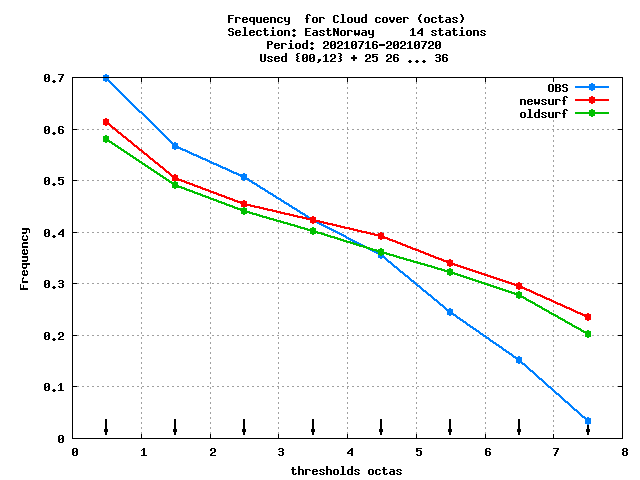 Frequency  for Cloud cover (octas)
Selection: EastNorway     14 stations
Period: 20210716-20210720
Used {00,12} + 25 26 ... 36
OBS
newsurf
oldsurf
0.7
0.6
0.5
0.4
0.3
0.2
0.1
0
Frequency
0 1 2 3 4 5 6 7 8
thresholds octas